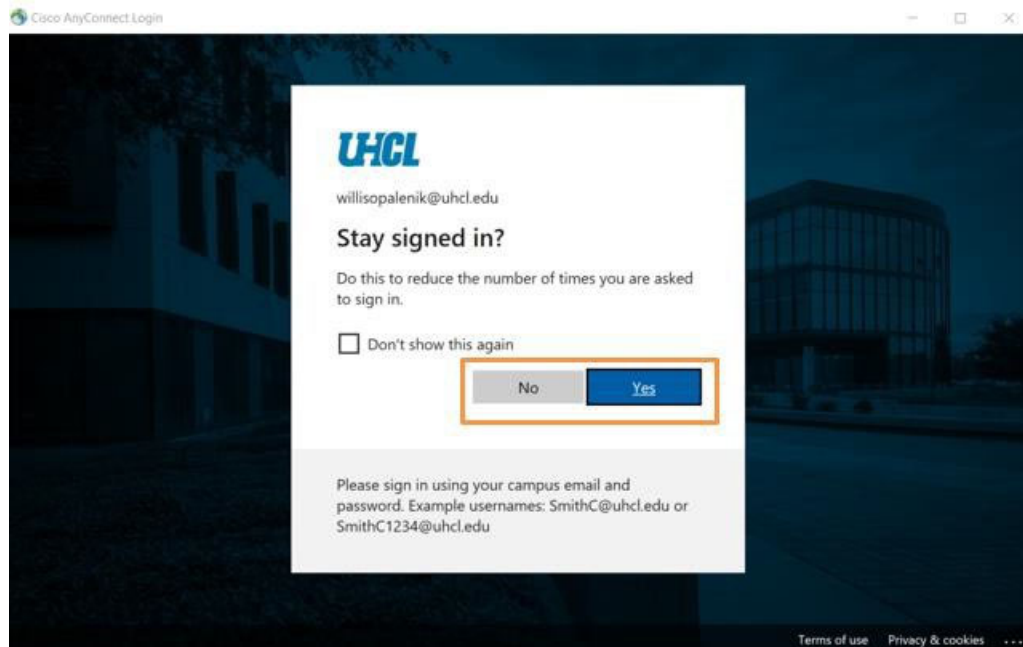 Cisco AnyConnect Login
UHCL
willisopalenik@uhcl.edu
Stay signed in?
Do this to reduce the number of times you are asked
to sign in.
Don't show this again
No
Yes
Please sign in using your campus email and
password. Example usernames: SmithC@uhcl.edu or
SmithC1234@uhcl.edu
Terms of use Privacy & cookies ...